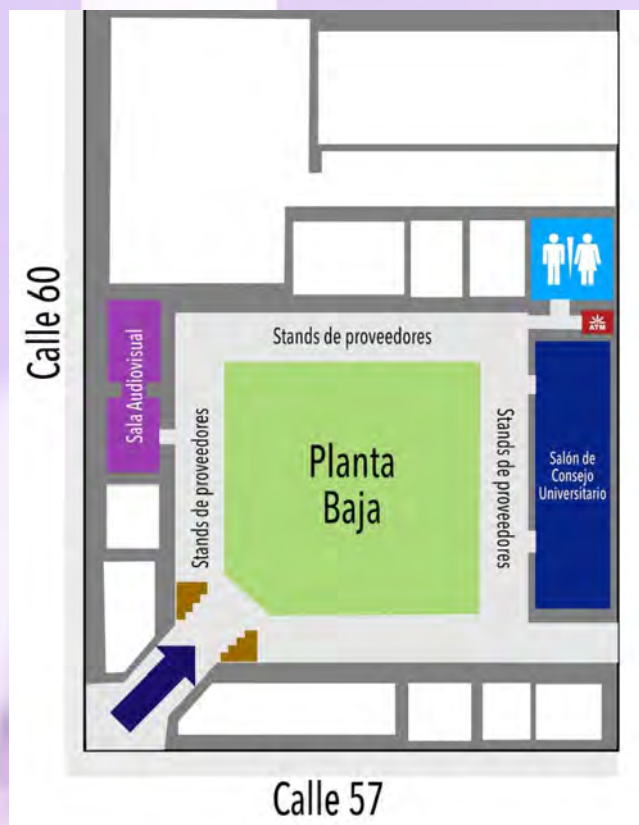 Calle 60
Stands de proveedores
ATM
Sala Audiovisual
Stands de proveedores
Planta
Baja
Stands de proveedores
Salón de
Consejo
Universitario
Calle 57